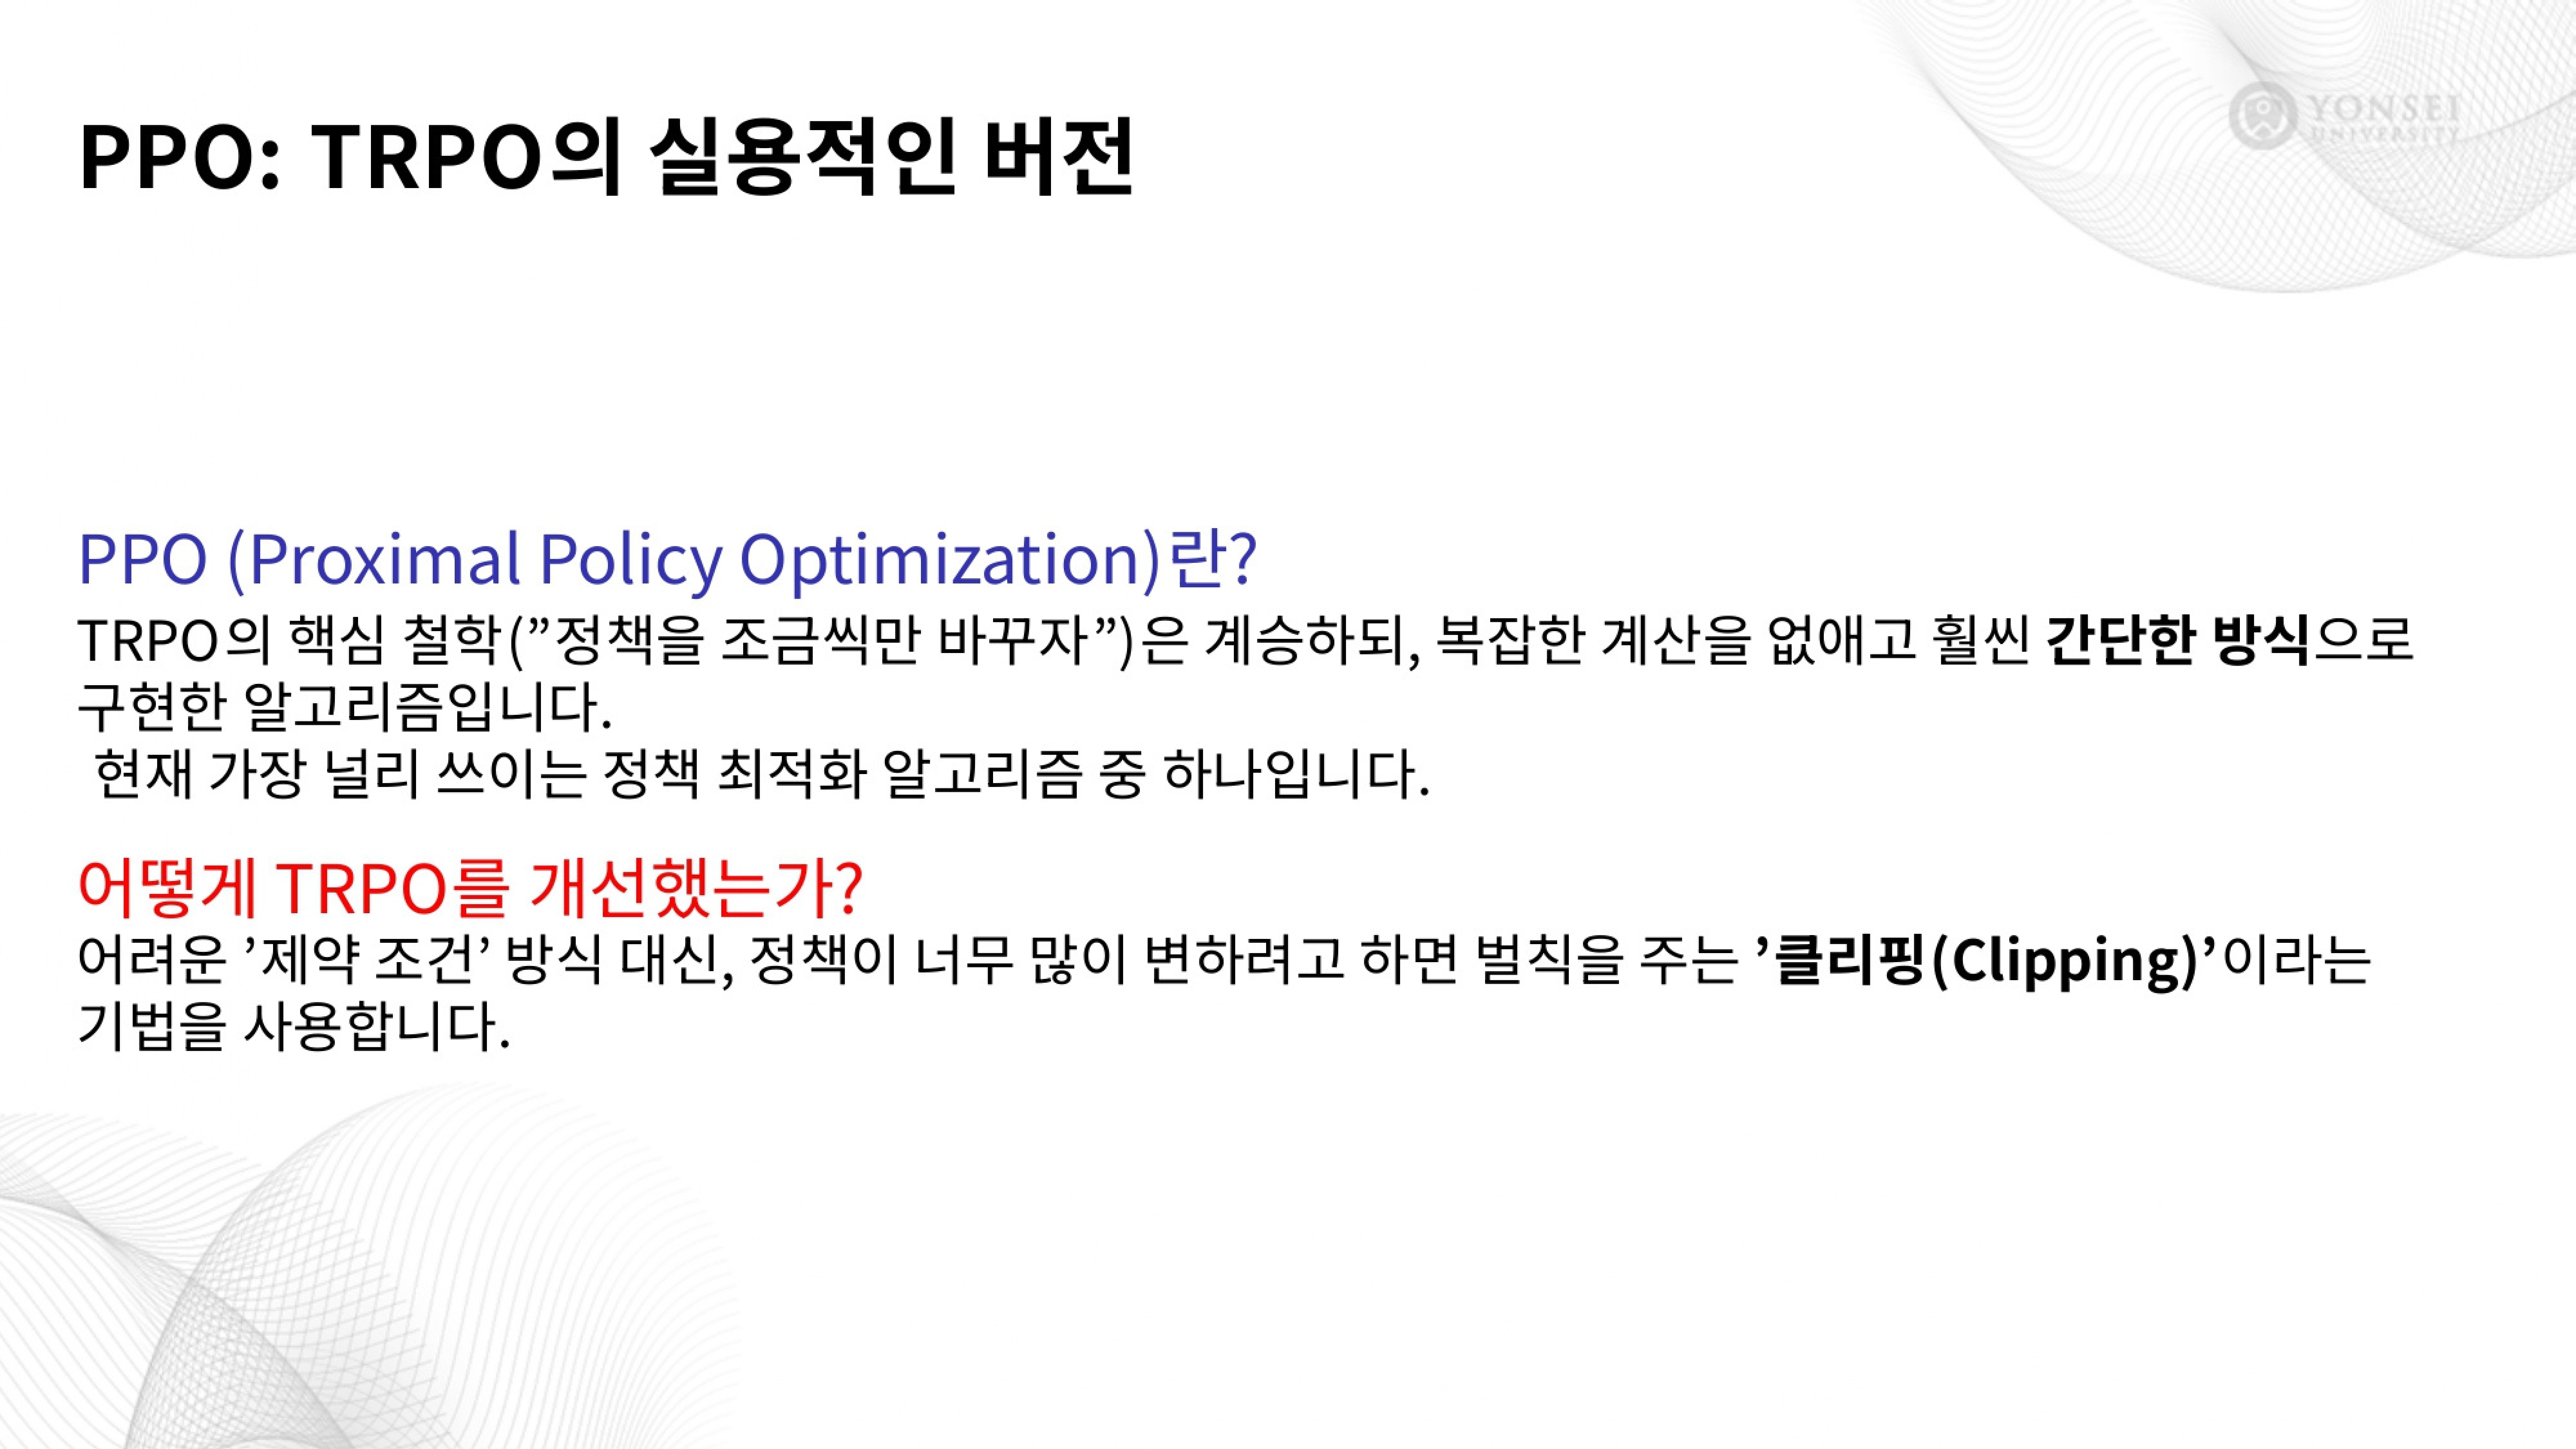 PPO: TRPO의 실용적인 버전
YONSEI
UNIVERSITY
PPO (Proximal Policy Optimization)란?
TRPO의 핵심 철학(”정책을 조금씩만 바꾸자”)은 계승하되, 복잡한 계산을 없애고 훨씬 간단한 방식으로
구현한 알고리즘입니다.
현재 가장 널리 쓰이는 정책 최적화 알고리즘 중 하나입니다.
어떻게 TRPO를 개선했는가?
어려운 ’제약 조건’ 방식 대신, 정책이 너무 많이 변하려고 하면 벌칙을 주는 ’클리핑(Clipping)’이라는
기법을 사용합니다.